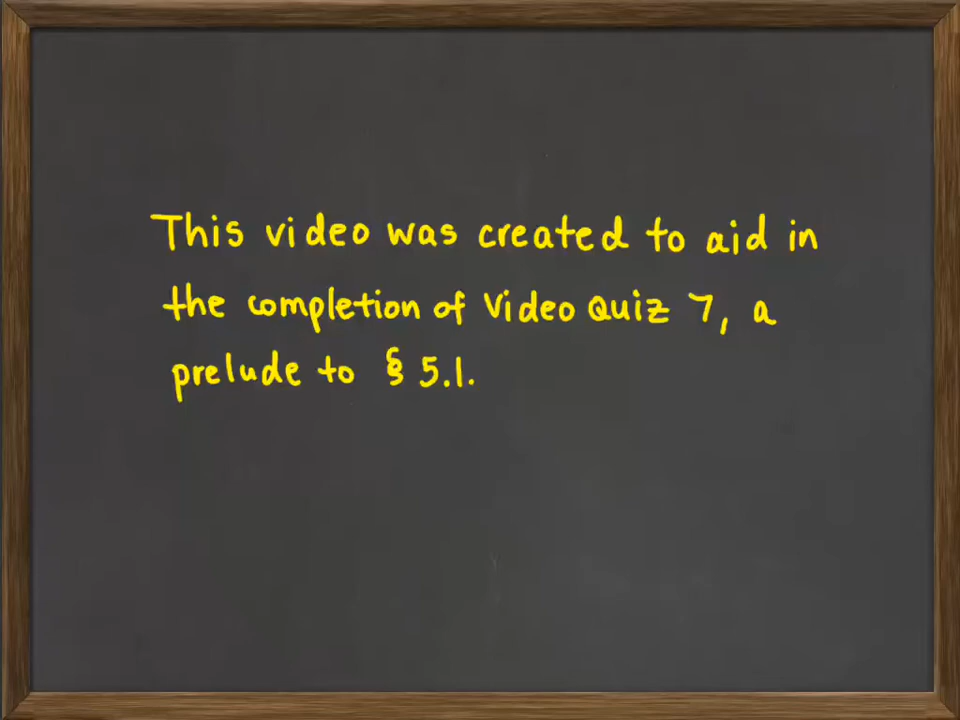 This video was created to aid in
the completion of Video Quiz 7, a
prelude to § 5.1.